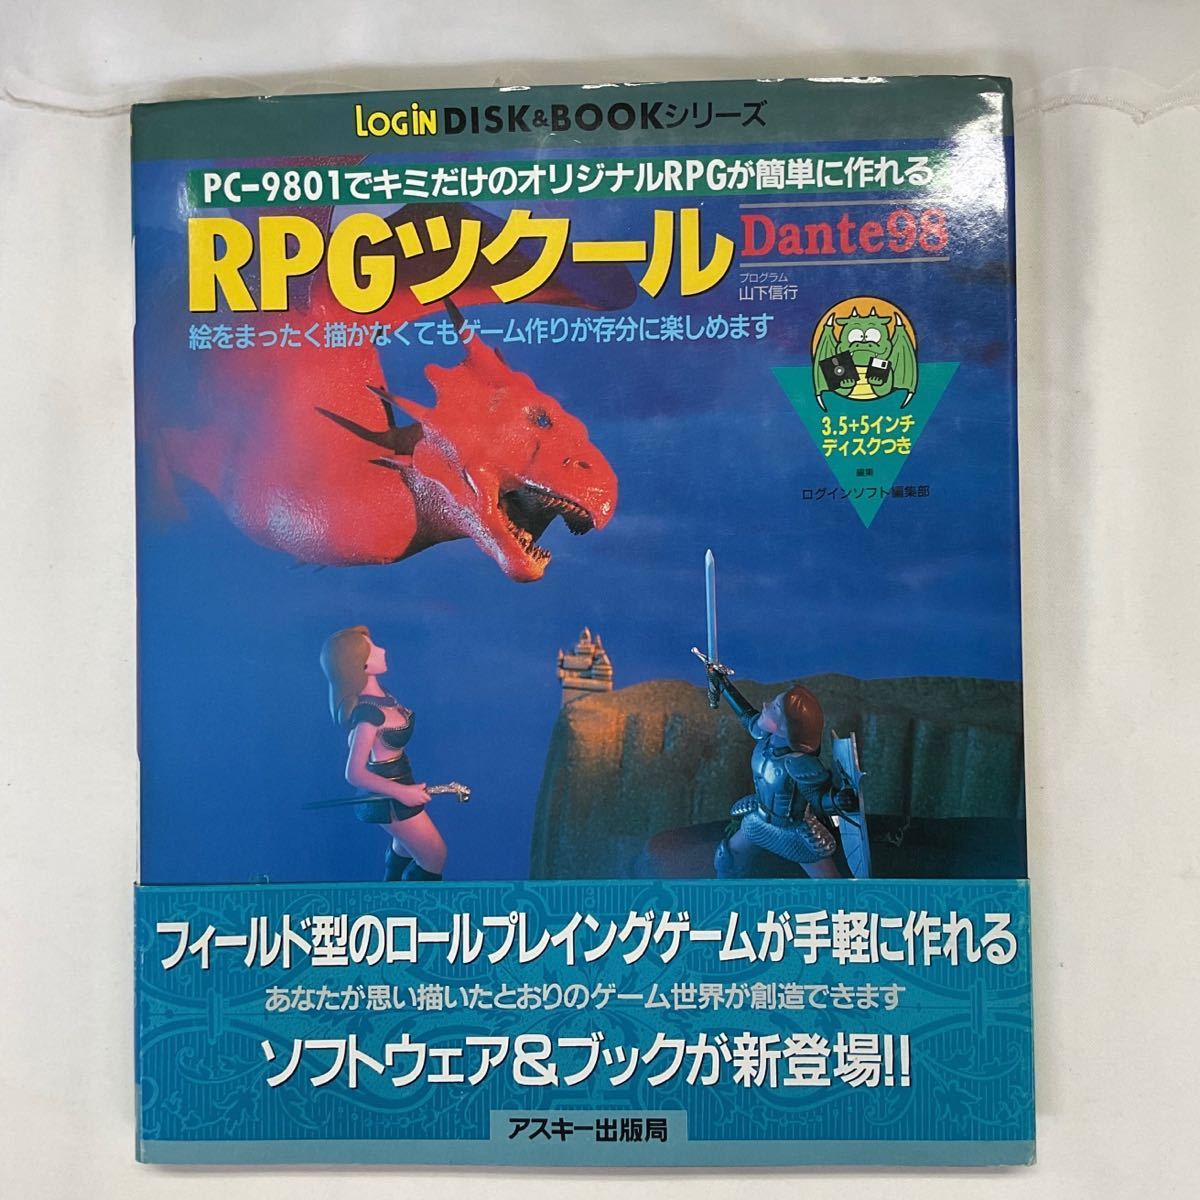 LOGiN DISK&BOOKシリーズ
PC-9801でキミだけのオリジナルRPGが簡単に作れる
RPGツクール Dante98
プログラム
山下信行
絵をまったく描かなくてもゲーム作りが存分に楽しめます
3.5+5インチ
ディスクつき
編集
ログインソフト編集部
フィールド型のロールプレイングゲームが手軽に作れる
あなたが思い描いたとおりのゲーム世界が創造できます
ソフトウェア&ブックが新登場!!
アスキー出版局